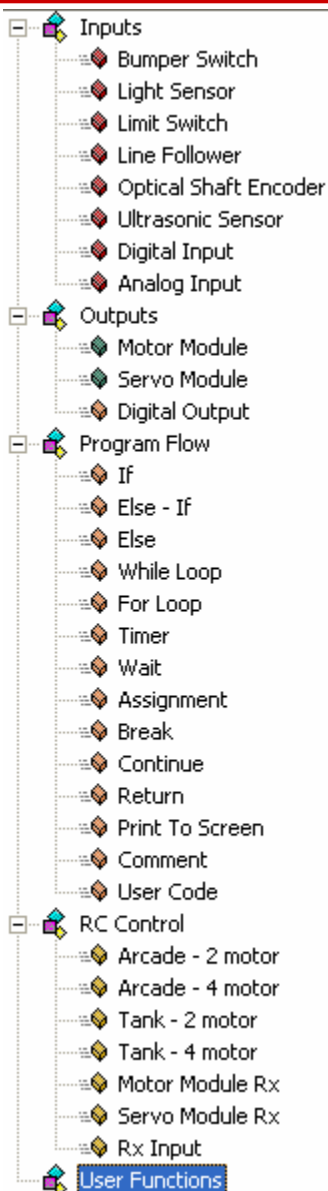 Inputs
Bumper Switch
Light Sensor
Limit Switch
Line Follower
Optical Shaft Encoder
Ultrasonic Sensor
Digital Input
Analog Input
Outputs
Motor Module
Servo Module
Digital Output
Program Flow
If
Else - If
Else
While Loop
For Loop
Timer
Wait
Assignment
Break
Continue
Return
Print To Screen
Comment
User Code
RC Control
Arcade - 2 motor
Arcade - 4 motor
Tank - 2 motor
Tank - 4 motor
Motor Module Rx
Servo Module Rx
Rx Input
User Functions